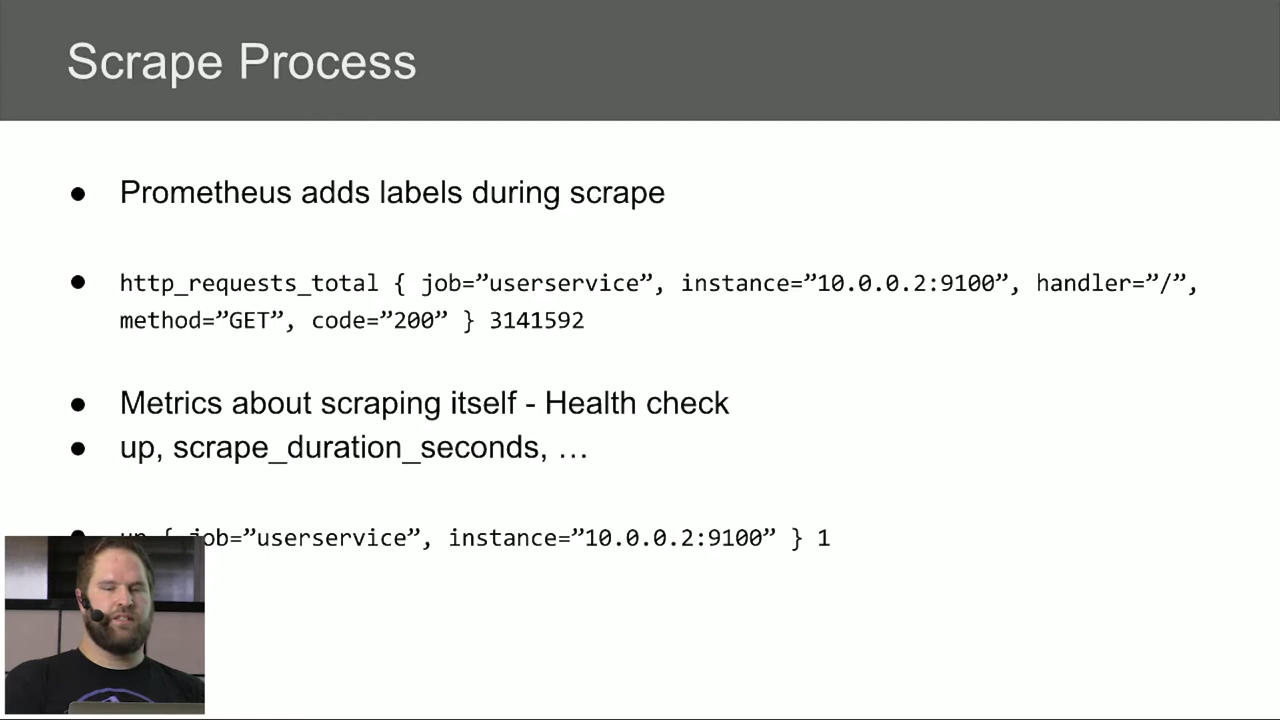 Scrape Process
● Prometheus adds labels during scrape
● http_requests_total { job=”userservice”, instance=”10.0.0.2:9100”, handler=”/”,
method=”GET”, code=”200” } 3141592
● Metrics about scraping itself - Health check
● up, scrape_duration_seconds, …
● up { job=”userservice”, instance=”10.0.0.2:9100” } 1